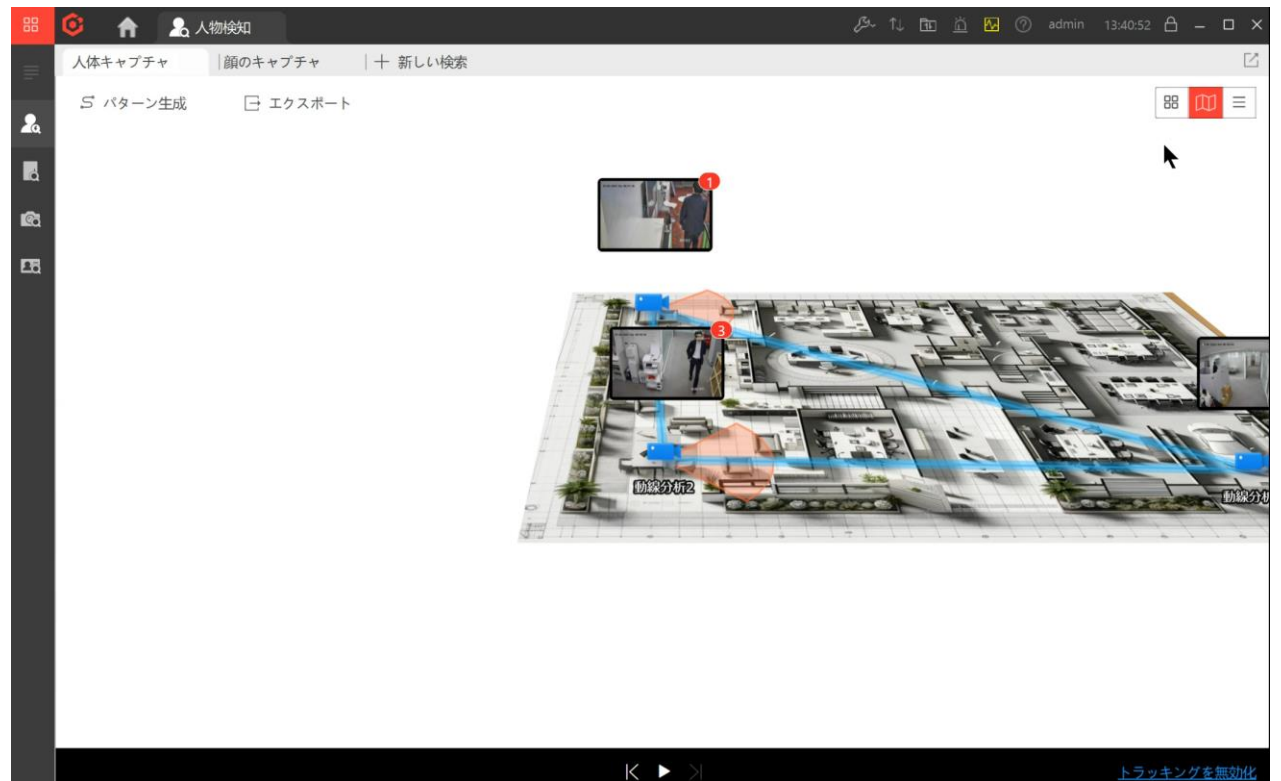 人物検知
admin
13:40:52
人体キャプチャ
顔のキャプチャ
新しい検索
パターン生成
エクスポート
1
3
動線分析2
動線分析
トラッキングを無効化